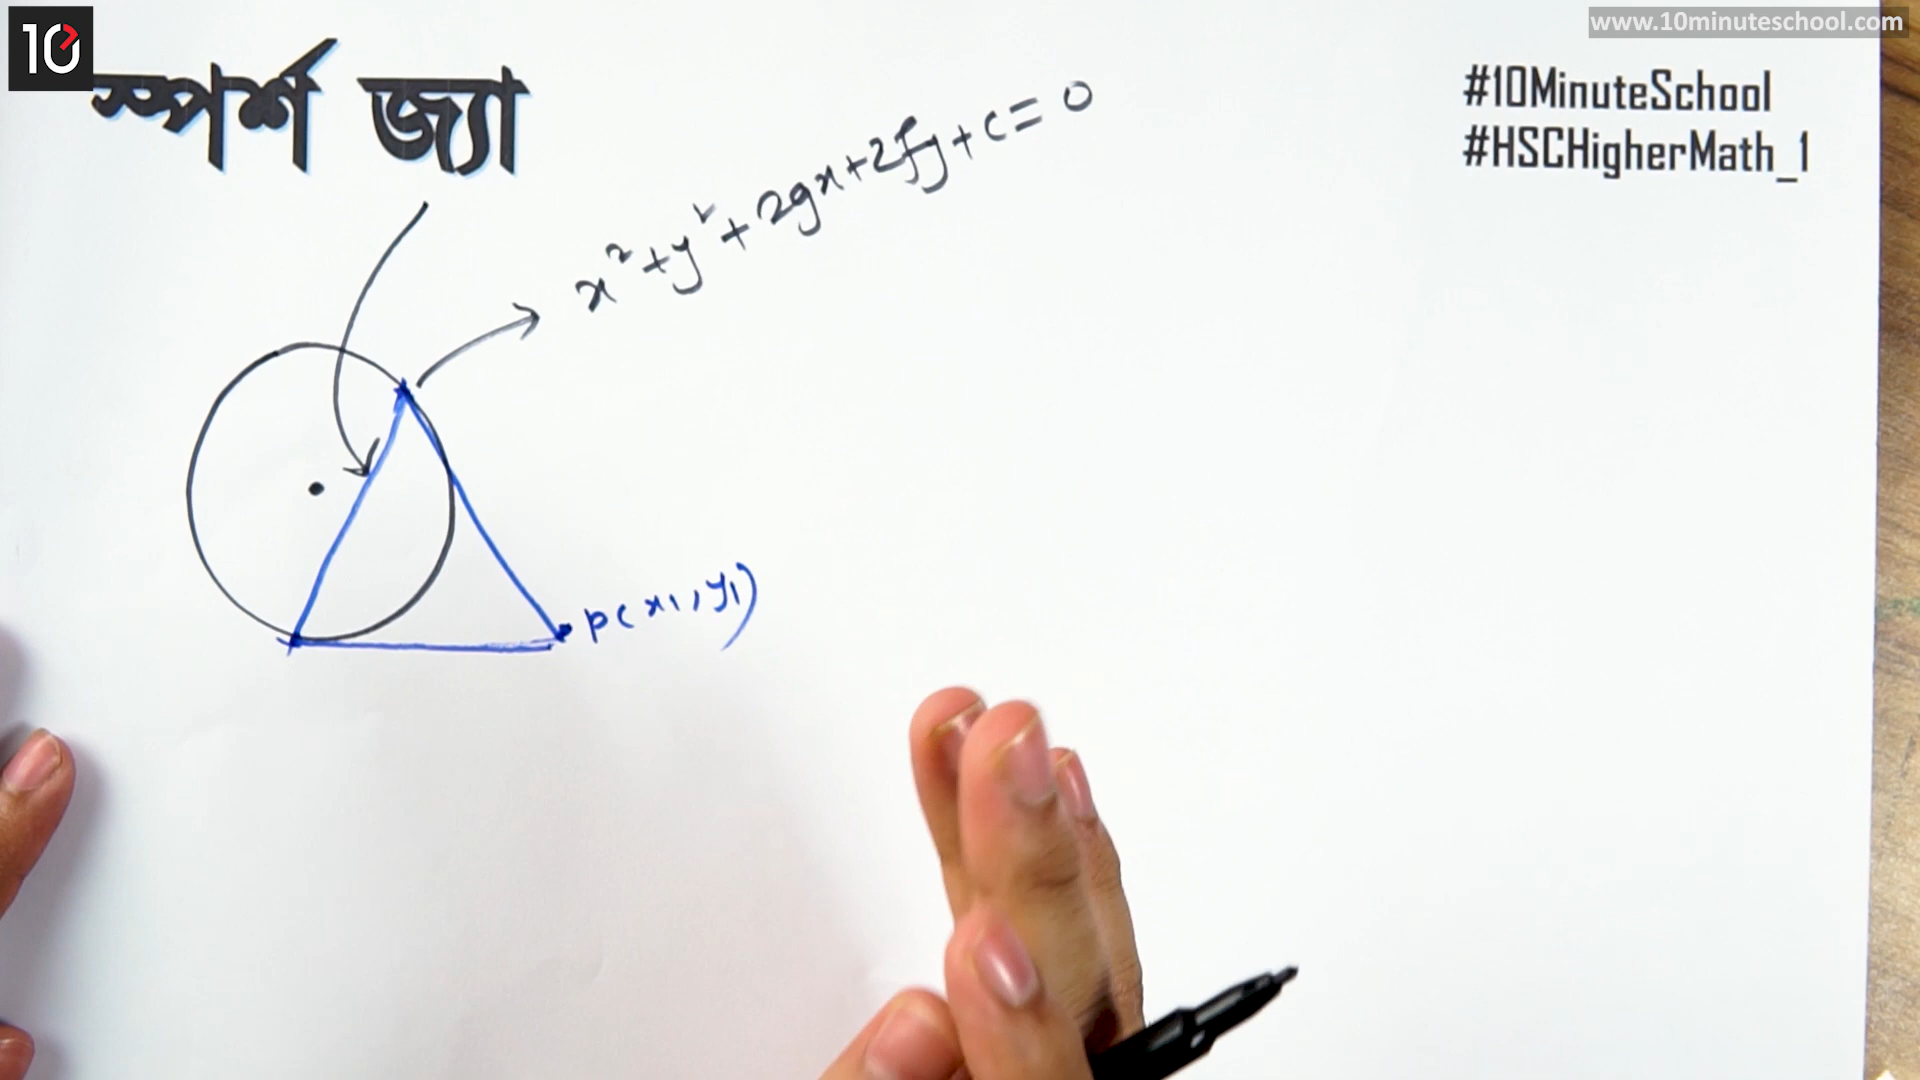 10
www.10minuteschool.com
স্পর্শ জ্যা
#10MinuteSchool
#HSCHigherMath_1
x² + y² + 2gx + 2fy + c = 0
P(x₁, y₁)